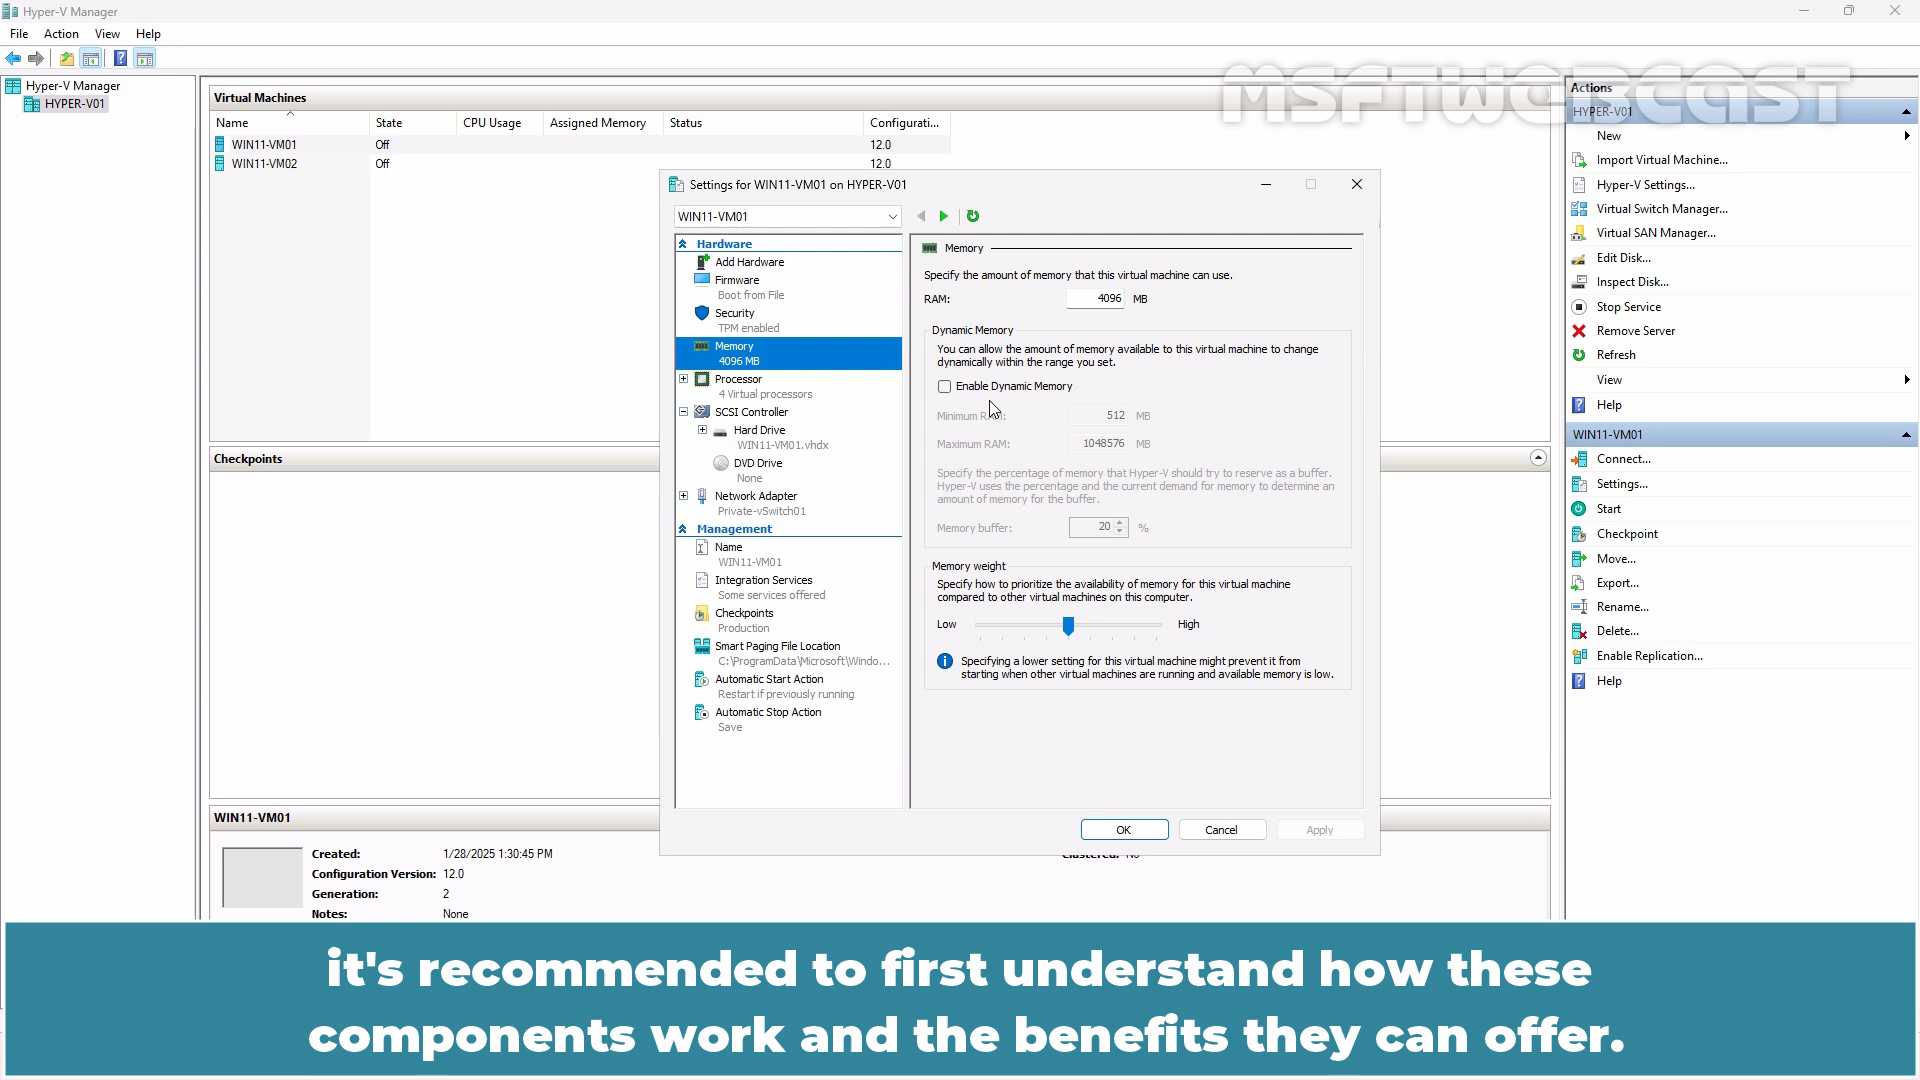 Hyper-V Manager
File Action View Help
Hyper-V Manager
HYPER-V01
Virtual Machines
Name State CPU Usage Assigned Memory Status Configurati...
WIN11-VM01 Off 12.0
WIN11-VM02 Off 12.0
Checkpoints
WIN11-VM01
Created: 1/28/2025 1:30:45 PM
Configuration Version: 12.0
Generation: 2
Notes: None
Clustered: No
Settings for WIN11-VM01 on HYPER-V01
WIN11-VM01
Hardware
Add Hardware
Firmware
Boot from File
Security
TPM enabled
Memory
4096 MB
Processor
4 Virtual processors
SCSI Controller
Hard Drive
WIN11-VM01.vhdx
DVD Drive
None
Network Adapter
Private-vSwitch01
Management
Name
WIN11-VM01
Integration Services
Some services offered
Checkpoints
Production
Smart Paging File Location
C:\ProgramData\Microsoft\Windo...
Automatic Start Action
Restart if previously running
Automatic Stop Action
Save
Memory
Specify the amount of memory that this virtual machine can use.
RAM: 4096 MB
Dynamic Memory
You can allow the amount of memory available to this virtual machine to change
dynamically within the range you set.
Enable Dynamic Memory
Minimum RAM: 512 MB
Maximum RAM: 1048576 MB
Specify the percentage of memory that Hyper-V should try to reserve as a buffer.
Hyper-V uses the percentage and the current demand for memory to determine an
amount of memory for the buffer.
Memory buffer: 20 %
Memory weight
Specify how to prioritize the availability of memory for this virtual machine
compared to other virtual machines on this computer.
Low High
Specifying a lower setting for this virtual machine might prevent it from
starting when other virtual machines are running and available memory is low.
OK Cancel Apply
MSFTWEBCAST
Actions
HYPER-V01
New
Import Virtual Machine...
Hyper-V Settings...
Virtual Switch Manager...
Virtual SAN Manager...
Edit Disk...
Inspect Disk...
Stop Service
Remove Server
Refresh
View
Help
WIN11-VM01
Connect...
Settings...
Start
Checkpoint
Move...
Export...
Rename...
Delete...
Enable Replication...
Help
it's recommended to first understand how these
components work and the benefits they can offer.